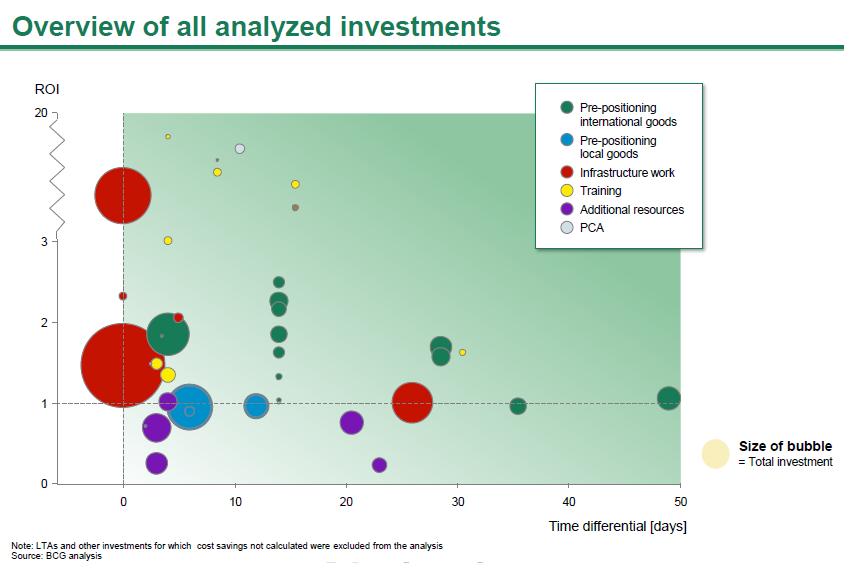 Overview of all analyzed investments
ROI
20
3
2
1
0
0
10
20
30
40
50
Time differential [days]
Pre-positioning
international goods
Pre-positioning
local goods
Infrastructure work
Training
Additional resources
PCA
Size of bubble
= Total investment
Note: LTAs and other investments for which cost savings not calculated were excluded from the analysis
Source: BCG analysis